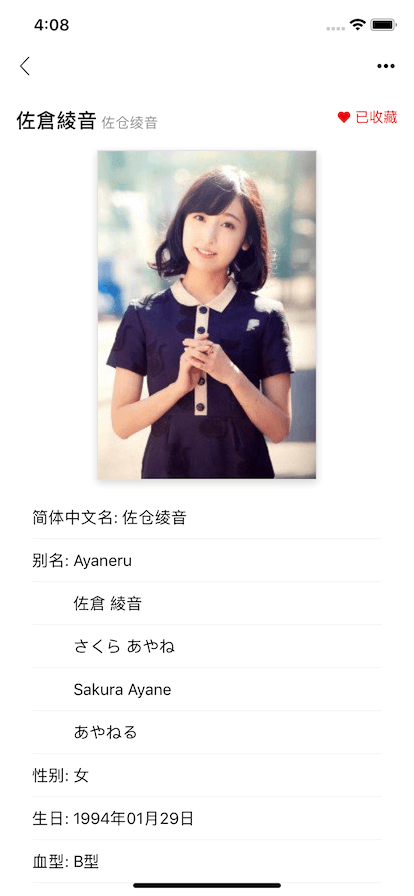 4:08
佐倉綾音 佐仓绫音
已收藏
简体中文名: 佐仓绫音
别名: Ayaneru
佐倉 綾音
さくら あやね
Sakura Ayane
あやねる
性别: 女
生日: 1994年01月29日
血型: B型